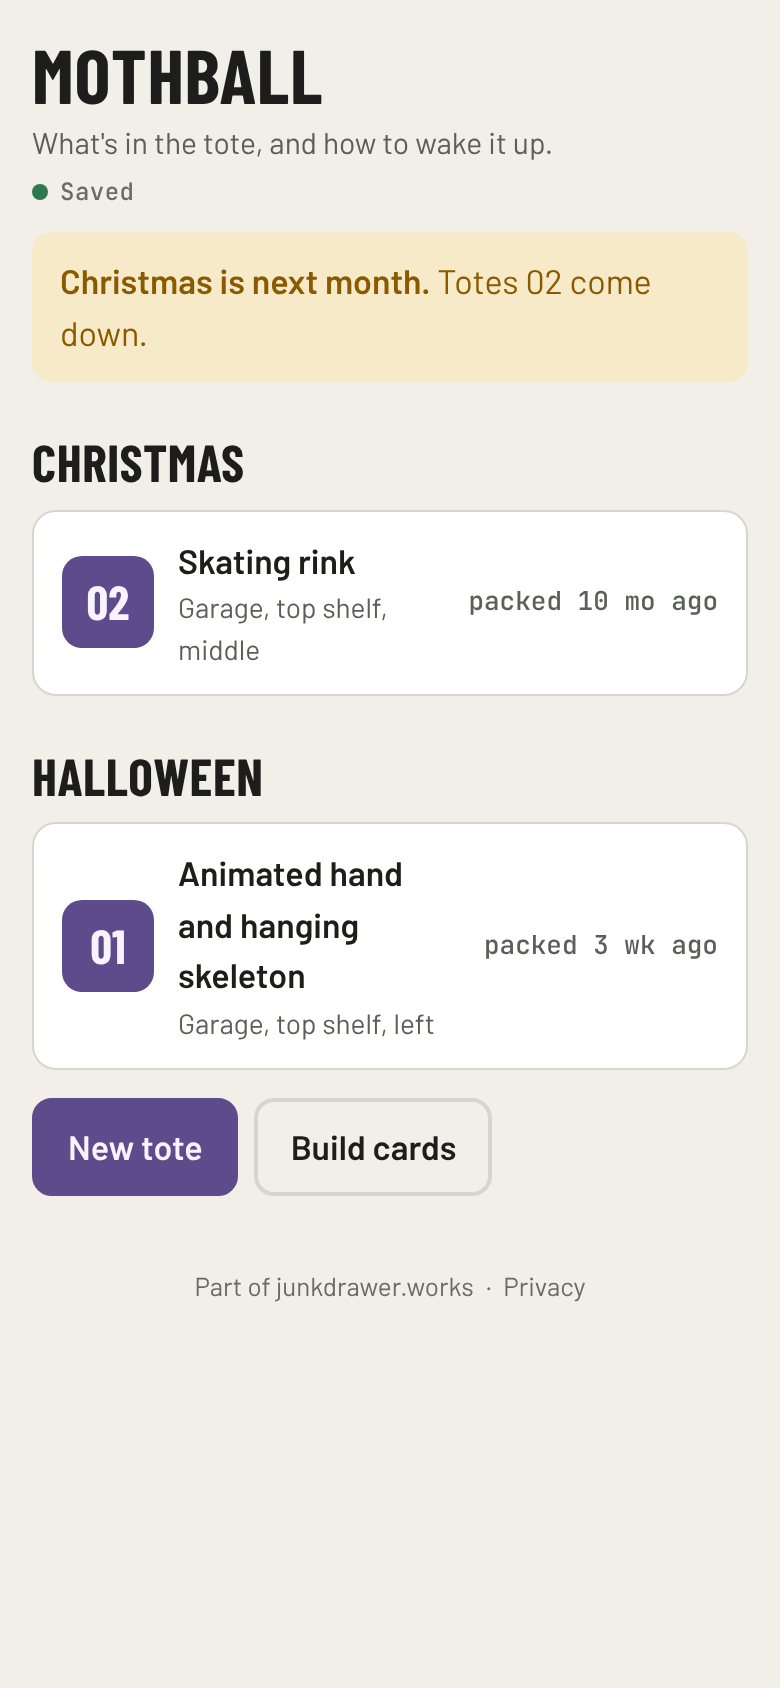 MOTHBALL
What's in the tote, and how to wake it up.
Saved
Christmas is next month. Totes 02 come
down.
CHRISTMAS
02
Skating rink
Garage, top shelf,
middle
packed 10 mo ago
HALLOWEEN
01
Animated hand
and hanging
skeleton
Garage, top shelf, left
packed 3 wk ago
New tote
Build cards
Part of junkdrawer.works · Privacy